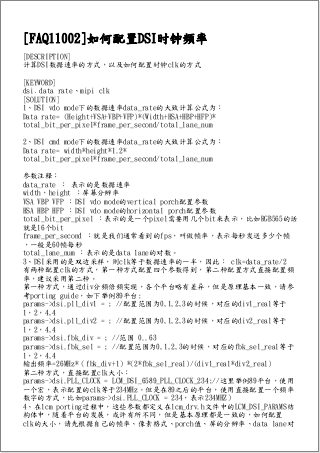 [FAQ11002]如何配置DSI时钟频率
[DESCRIPTION]
计算DSI数据速率的方式，以及如何配置时钟clk的方式
[KEYWORD]
dsi. data rate、mipi clk
[SOLUTION]
1、DSI vdo mode下的数据速率data_rate的大致计算公式为：
Data rate= (Height+VSA+VBP+VFP)*(Width+HSA+HBP+HFP)*
total_bit_per_pixel*frame_per_second/total_lane_num
2、DSI cmd mode下的数据速率data_rate的大致计算公式为：
Data rate= width*height*1.2*
total_bit_per_pixel*frame_per_second/total_lane_num
参数注释：
data_rate ： 表示的是数据速率
width，height ：屏幕分辨率
VSA VBP VFP ：DSI vdo mode的vertical porch配置参数
HSA HBP HFP ：DSI vdo mode的horizontal porch配置参数
total_bit_per_pixel ：表示的是一个pixel需要用几个bit来表示，比如RGB565的话
就是16个bit
frame_per_second ：就是我们通常看到的fps，叫做帧率，表示每秒发送多少个帧
，一般是60帧每秒
total_lane_num ：表示的是data lane的对数。
3、DSI采用的是双边采样，则clk等于数据速率的一半，因此： clk=data_rate/2
有两种配置clk的方式，第一种方式配置四个参数得到，第二种配置方式直接配置频
率，建议采用第二种。
第一种方式，通过div分频倍频实现，各个平台略有差异，但是原理基本一致，请参
考porting guide，如下举例89平台：
params->dsi.pll_div1 = ；//配置范围为0,1,2,3的时候，对应的div1_real等于
1，2，4,4
params->dsi.pll_div2 = ；//配置范围为0,1,2,3的时候，对应的div2_real等于
1，2，4,4
params->dsi.fbk_div = ；//范围 0..63
params->dsi.fbk_sel = ；//配置范围为0,1,2,3的时候，对应的fbk_sel_real等于
1，2，4,4
输出频率=26MHz*（ftk_div+1）*(2*fbk_sel_real)/(div1_real*div2_real)
第二种方式，直接配置clk大小：
params->dsi.PLL_CLOCK = LCM_DSI_6589_PLL_CLOCK_234;//这里举例89平台，使用
一个宏，表示配置的clk等于234MHz，但是在89之后的平台，使用直接配置一个频率
数字的方式，比如params->dsi.PLL_CLOCK = 234，表示234MHZ）
4、在lcm porting过程中，这些参数都定义在lcm_drv.h文件中的LCM_DSI_PARAMS结
构体中，随着平台的发展，或许有所不同，但是基本原理都是一致的，如何配置
clk的大小，请先根据自己的帧率、像素格式、porch值、屏的分辨率、data lane对